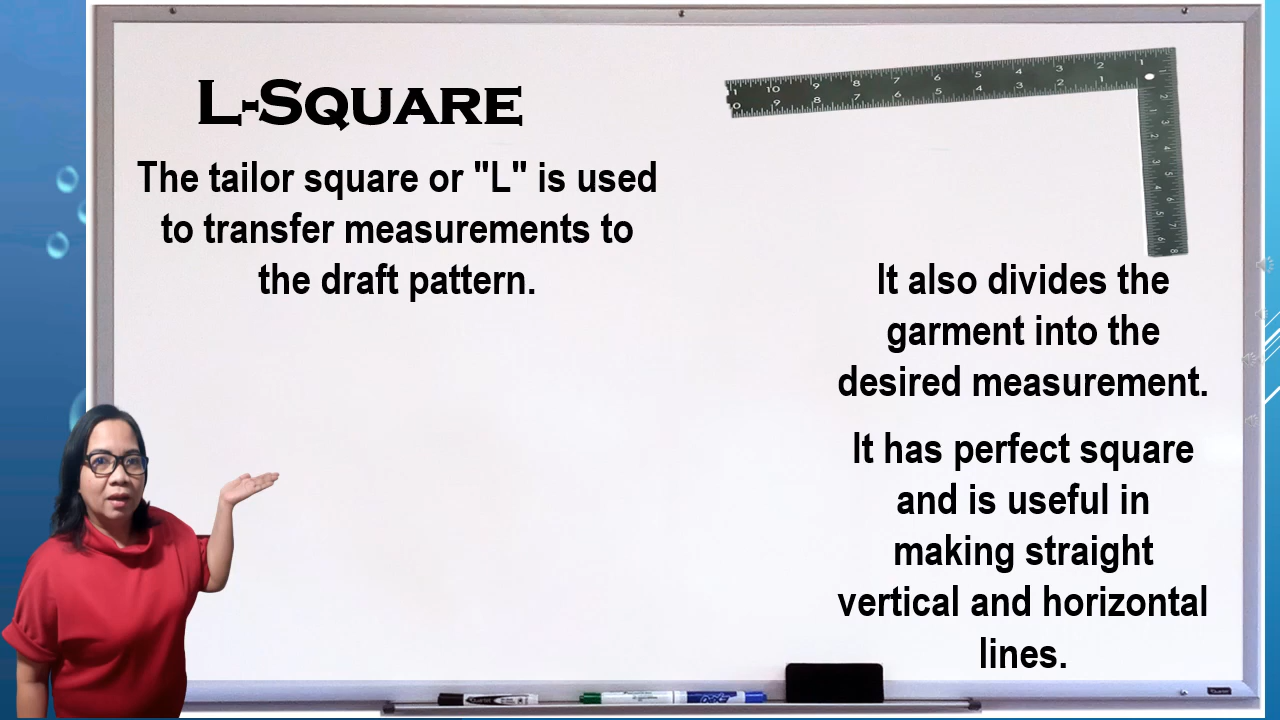 L-SQUARE
The tailor square or "L" is used
to transfer measurements to
the draft pattern.
It also divides the
garment into the
desired measurement.
It has perfect square
and is useful in
making straight
vertical and horizontal
lines.